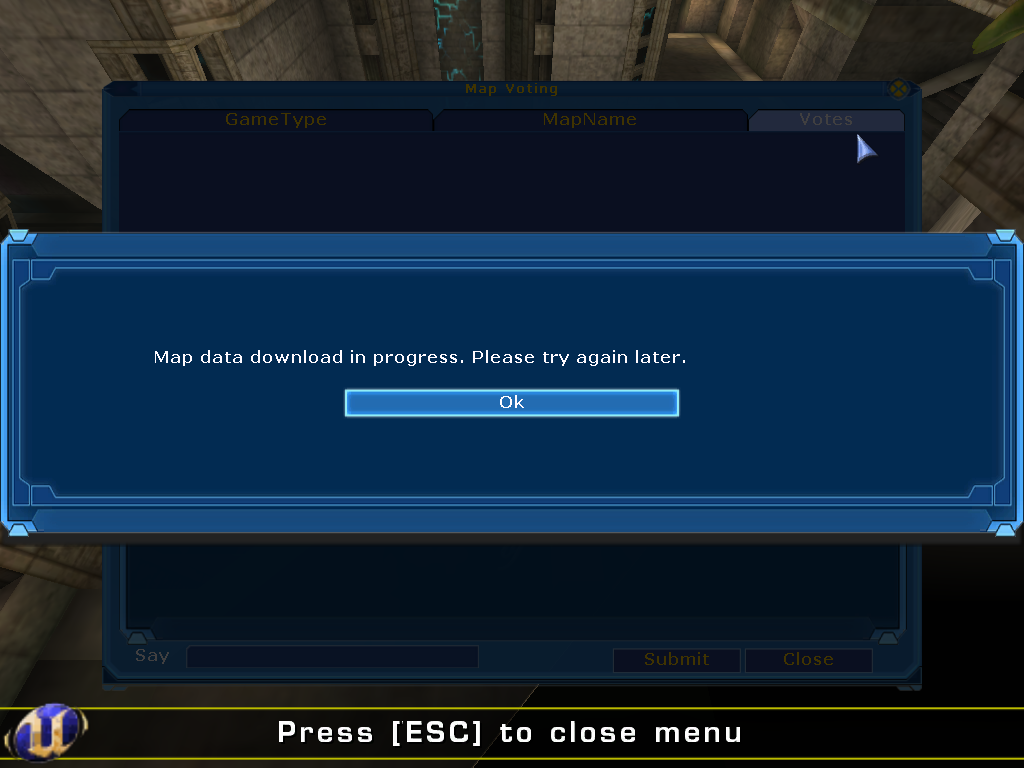 Map Voting
GameType MapName Votes
Map data download in progress. Please try again later.
Ok
Say Submit Close
Press [ESC] to close menu